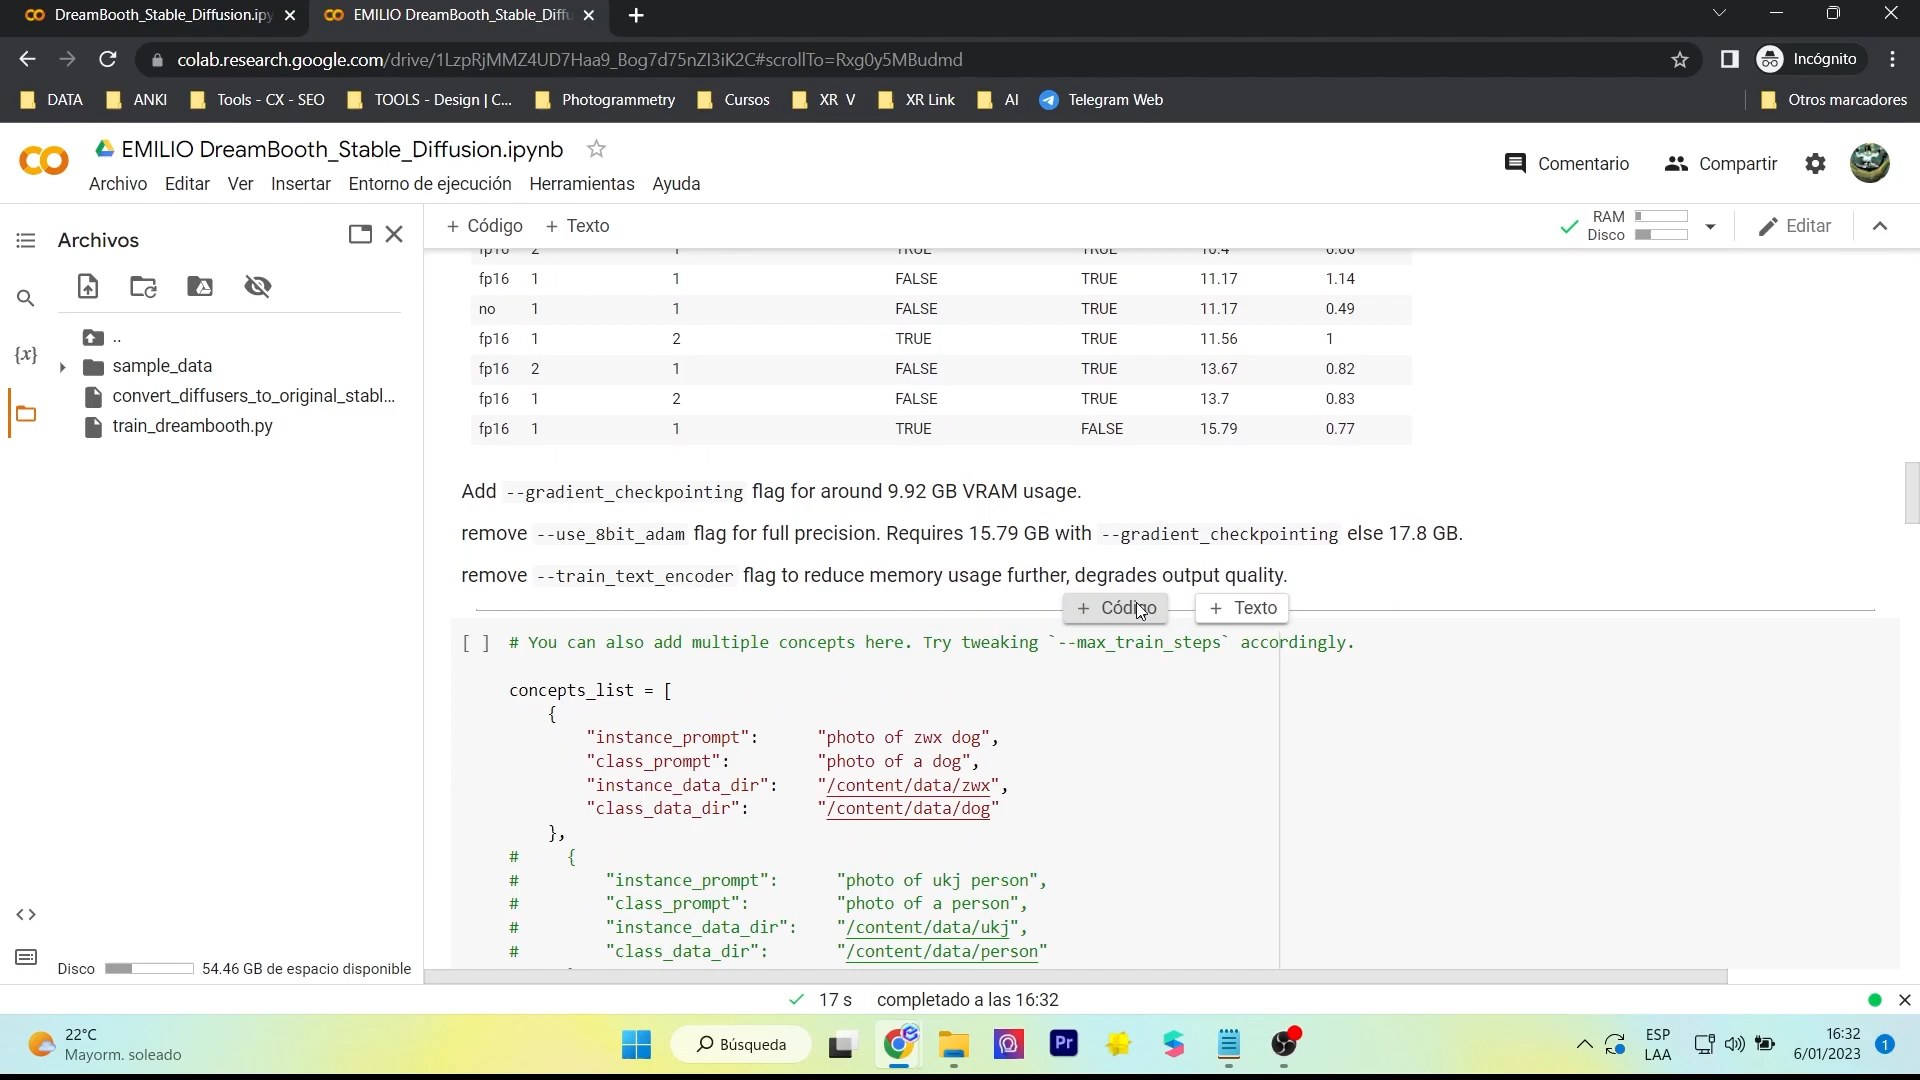 DreamBooth_Stable_Diffusion.ipy
EMILIO DreamBooth_Stable_Diffu
colab.research.google.com/drive/1LzpRjMMZ4UD7Haa9_Bog7d75nZI3iK2C#scrollTo=Rxg0y5MBudmd
Incógnito
DATA
ANKI
Tools - CX - SEO
TOOLS - Design | C...
Photogrammetry
Cursos
XR V
XR Link
AI
Telegram Web
Otros marcadores
EMILIO DreamBooth_Stable_Diffusion.ipynb
Comentario
Compartir
Archivo Editar Ver Insertar Entorno de ejecución Herramientas Ayuda
Archivos
+ Código + Texto
RAM
Disco
Editar
fp16 2 1 TRUE TRUE 10.4 0.66
fp16 1 1 FALSE TRUE 11.17 1.14
no 1 1 FALSE TRUE 11.17 0.49
fp16 1 2 TRUE TRUE 11.56 1
fp16 2 1 FALSE TRUE 13.67 0.82
fp16 1 2 FALSE TRUE 13.7 0.83
fp16 1 1 TRUE FALSE 15.79 0.77
..
sample_data
convert_diffusers_to_original_stabl...
train_dreambooth.py
{x}
Add --gradient_checkpointing flag for around 9.92 GB VRAM usage.
remove --use_8bit_adam flag for full precision. Requires 15.79 GB with --gradient_checkpointing else 17.8 GB.
remove --train_text_encoder flag to reduce memory usage further, degrades output quality.
+ Código + Texto
[ ] # You can also add multiple concepts here. Try tweaking `--max_train_steps` accordingly.
concepts_list = [
{
"instance_prompt": "photo of zwx dog",
"class_prompt": "photo of a dog",
"instance_data_dir": "/content/data/zwx",
"class_data_dir": "/content/data/dog"
},
# {
# "instance_prompt": "photo of ukj person",
# "class_prompt": "photo of a person",
# "instance_data_dir": "/content/data/ukj",
# "class_data_dir": "/content/data/person"
Disco 54.46 GB de espacio disponible
17 s completado a las 16:32
22°C
Mayorm. soleado
Búsqueda
Pr
ESP
LAA
16:32
6/01/2023
1